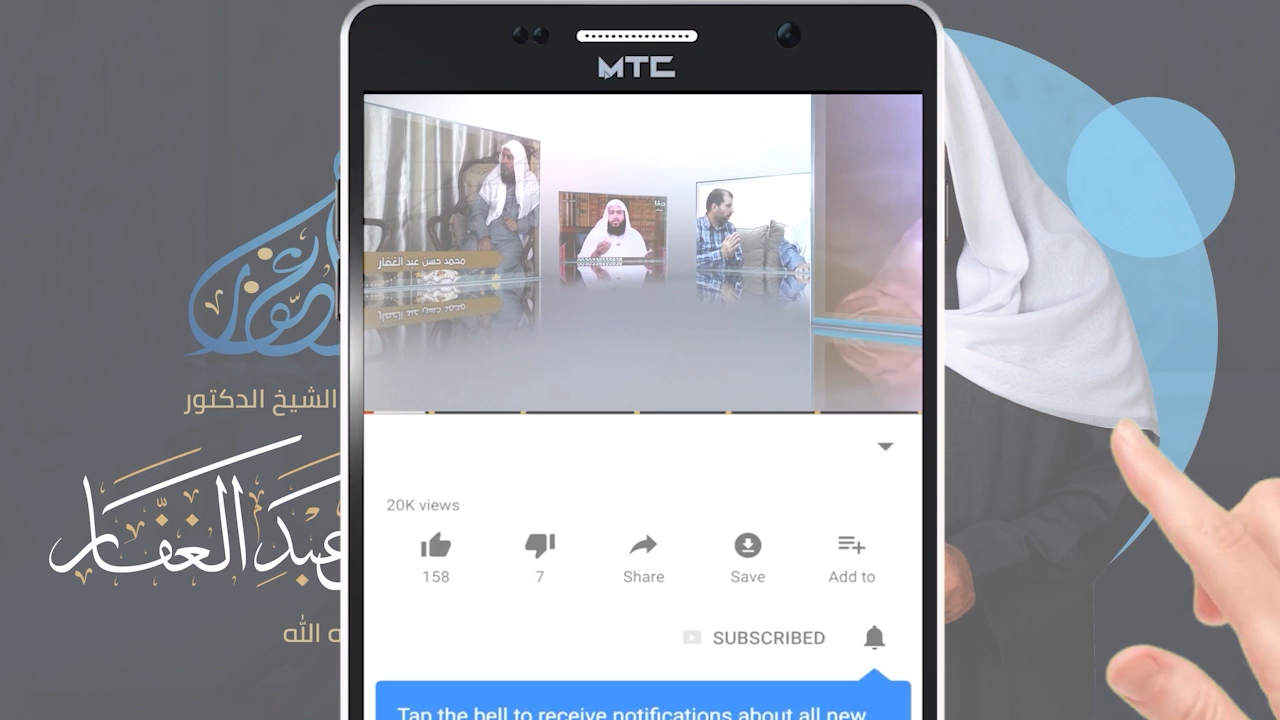 MTC
محمد حسن عبد الغفار
الشيخ الدكتور
عبد الغفار
ه الله
20K views
158
7
Share
Save
Add to
SUBSCRIBED
Tap the bell to receive notifications about all new